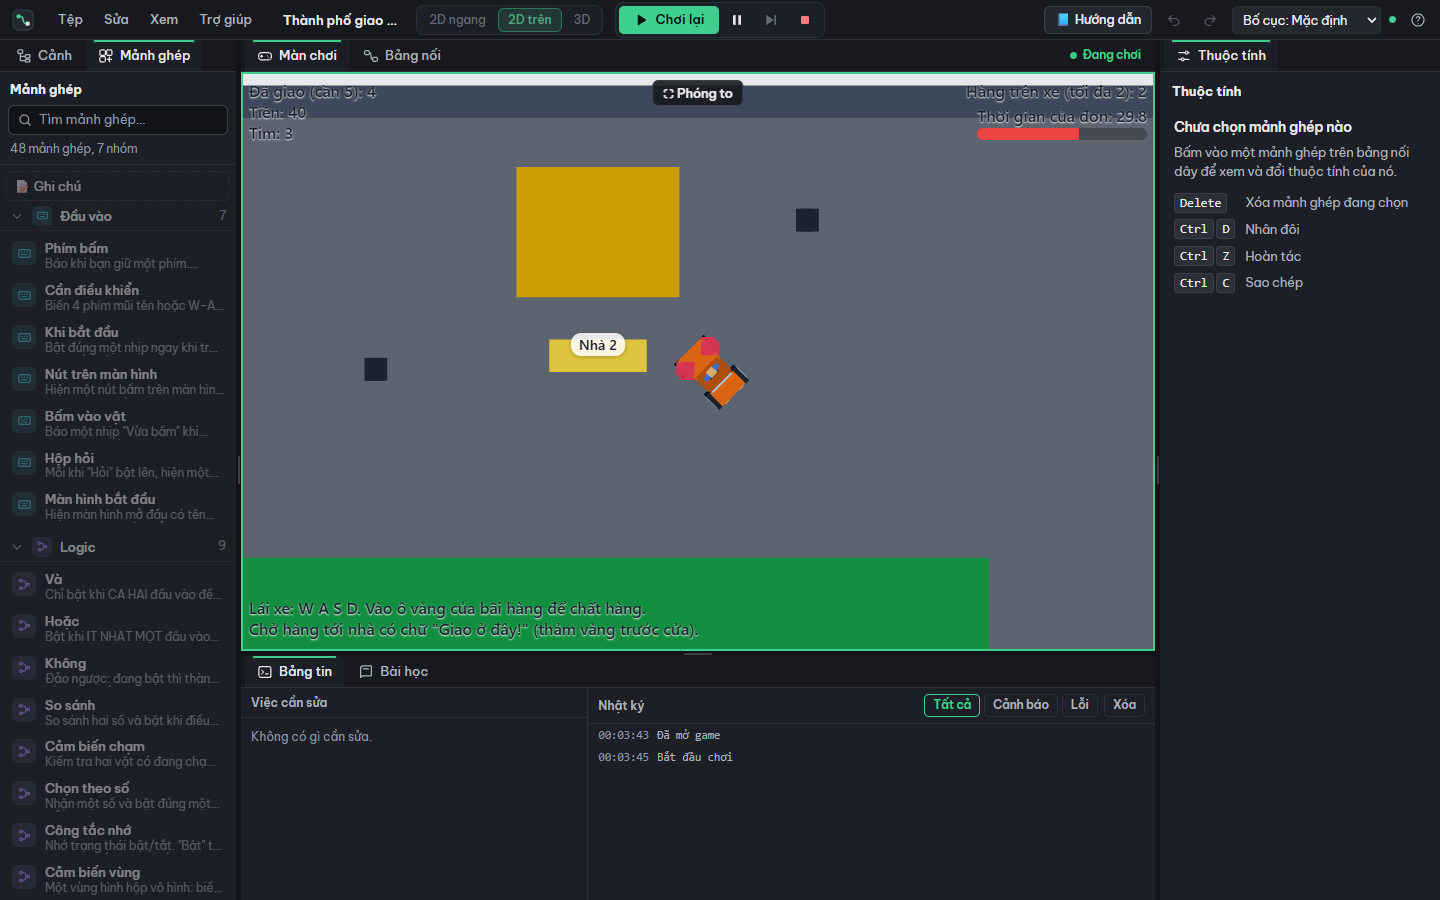 Tệp
Sửa
Xem
Trợ giúp
Thành phố giao ...
2D ngang
2D trên
3D
Chơi lại
Hướng dẫn
Bố cục: Mặc định
Cảnh
Mảnh ghép
Màn chơi
Bảng nối
Đang chơi
Thuộc tính
Mảnh ghép
Tìm mảnh ghép...
48 mảnh ghép, 7 nhóm
Ghi chú
Đầu vào 7
Phím bấm
Báo khi bạn giữ một phím....
Cần điều khiển
Biến 4 phím mũi tên hoặc W-A...
Khi bắt đầu
Bật đúng một nhịp ngay khi tr...
Nút trên màn hình
Hiện một nút bấm trên màn hìn...
Bấm vào vật
Báo một nhịp "Vừa bấm" khi...
Hộp hỏi
Mỗi khi "Hỏi" bật lên, hiện một...
Màn hình bắt đầu
Hiện màn hình mở đầu có tên...
Logic 9
Và
Chỉ bật khi CẢ HAI đầu vào đề...
Hoặc
Bật khi ÍT NHẤT MỘT đầu vào...
Không
Đảo ngược: đang bật thì thàn...
So sánh
So sánh hai số và bật khi điều...
Cảm biến chạm
Kiểm tra hai vật có đang chạ...
Chọn theo số
Nhận một số và bật đúng một...
Công tắc nhớ
Nhớ trạng thái bật/tắt. "Bật" t...
Cảm biến vùng
Một vùng hình hộp vô hình: biế...
Đã giao (cần 5): 4
Tiền: 40
Tim: 3
Phóng to
Hàng trên xe (tối đa 2): 2
Thời gian của đơn: 29.8
Nhà 2
Lái xe: W A S D. Vào ô vàng của bãi hàng để chất hàng.
Chở hàng tới nhà có chữ "Giao ở đây!" (thảm vàng trước cửa).
Bảng tin
Bài học
Việc cần sửa
Không có gì cần sửa.
Nhật ký
Tất cả
Cảnh báo
Lỗi
Xóa
00:03:43 Đã mở game
00:03:45 Bắt đầu chơi
Thuộc tính
Chưa chọn mảnh ghép nào
Bấm vào một mảnh ghép trên bảng nối
dây để xem và đổi thuộc tính của nó.
Delete Xóa mảnh ghép đang chọn
Ctrl D Nhân đôi
Ctrl Z Hoàn tác
Ctrl C Sao chép